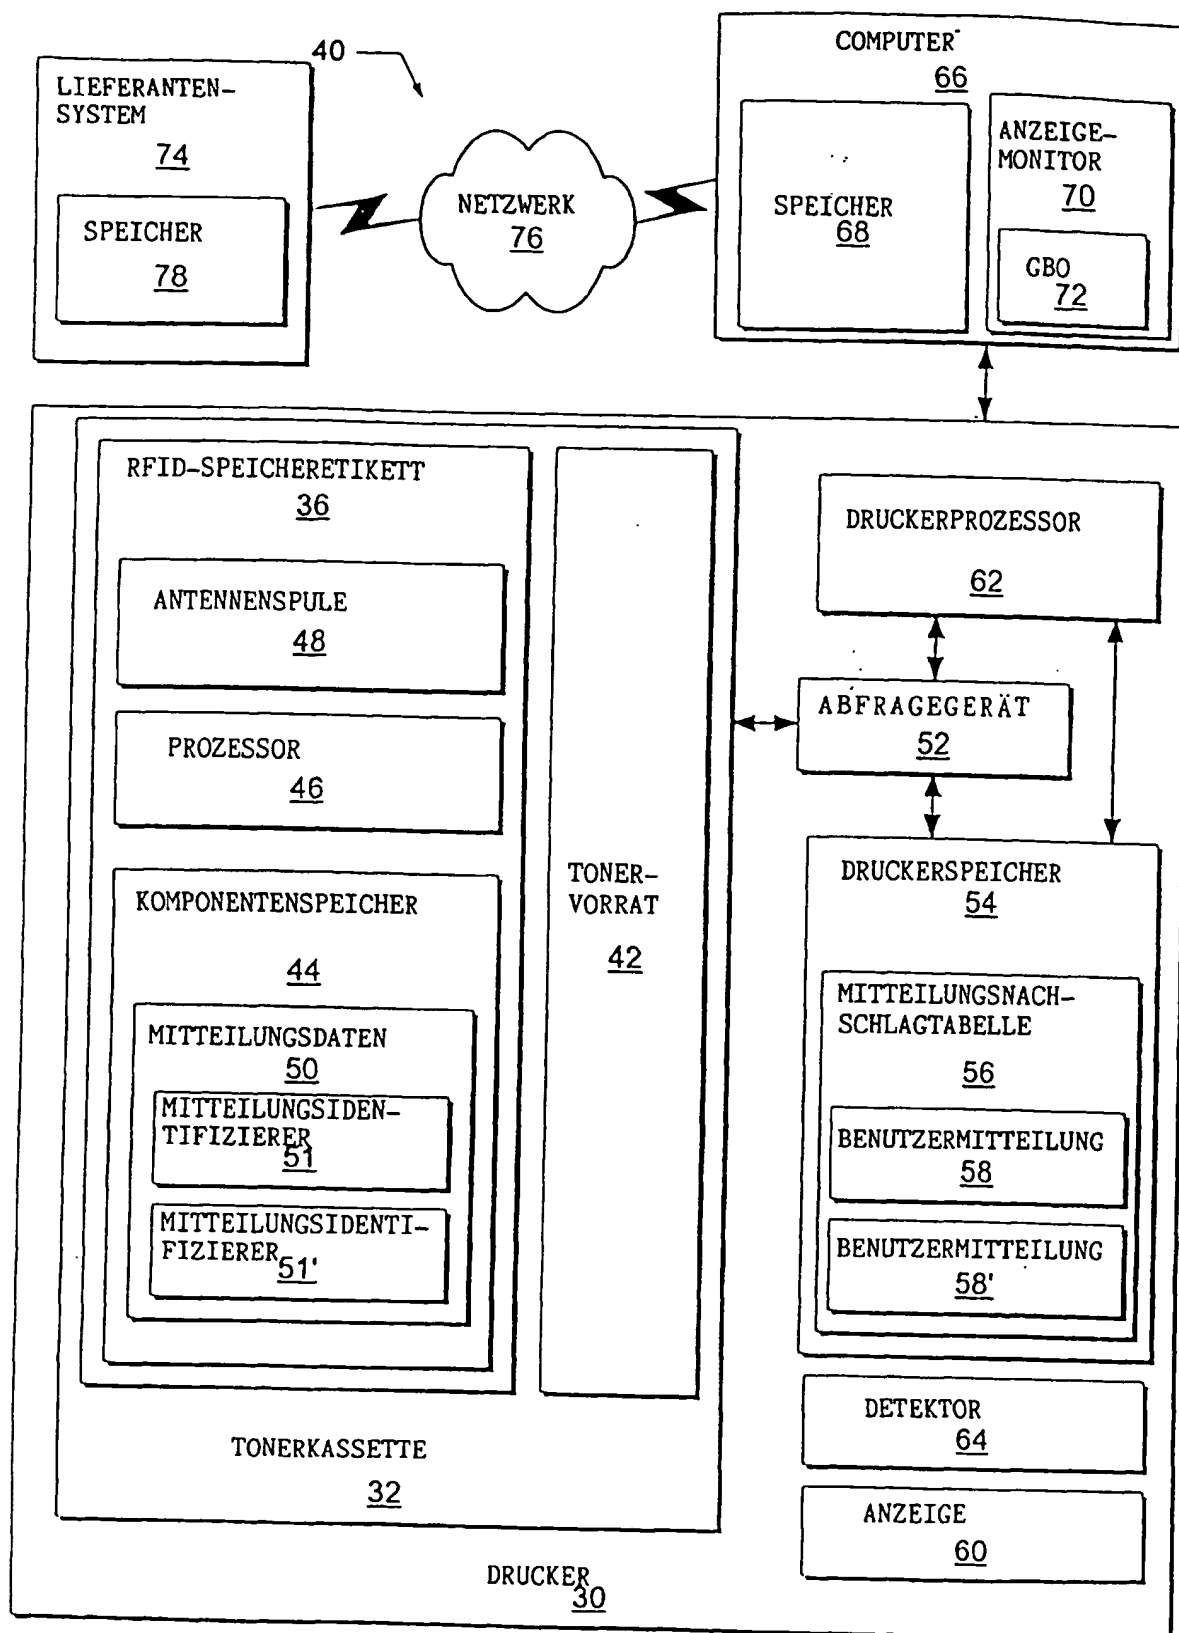 40
LIEFERANTEN-
SYSTEM
74
SPEICHER
78
NETZWERK
76
COMPUTER
66
SPEICHER
68
ANZEIGE-
MONITOR
70
GBO
72
RFID-SPEICHERETIKETT
36
ANTENNENSPULE
48
PROZESSOR
46
KOMPONENTENSPEICHER
44
MITTEILUNGSDATEN
50
MITTEILUNGSIDEN-
TIFIZIERER
51
MITTEILUNGSIDENTI-
FIZIERER
51'
TONER-
VORRAT
42
TONERKASSETTE
32
DRUCKERPROZESSOR
62
ABFRAGEGERÄT
52
DRUCKERSPEICHER
54
MITTEILUNGSNACH-
SCHLAGTABELLE
56
BENUTZERMITTEILUNG
58
BENUTZERMITTEILUNG
58'
DETEKTOR
64
ANZEIGE
60
DRUCKER
30